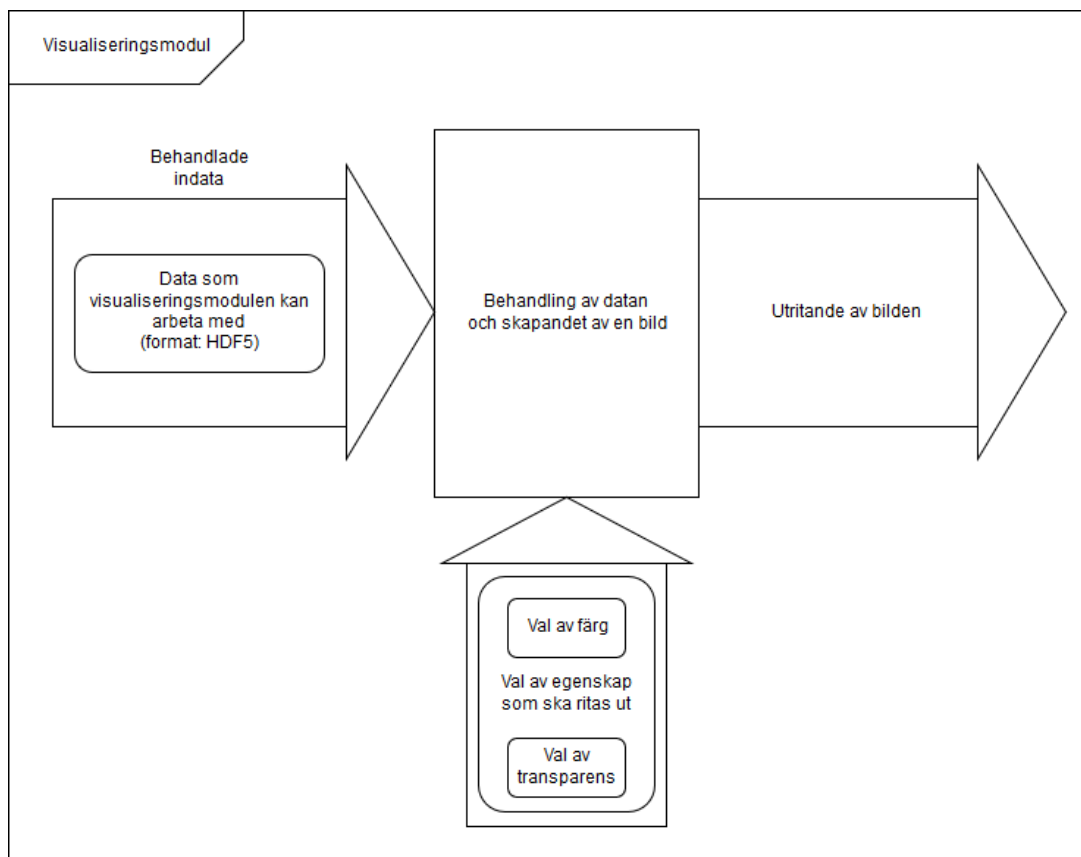 Visualiseringsmodul
Behandlade
indata
Data som
visualiseringsmodulen kan
arbeta med
(format: HDF5)
Behandling av datan
och skapandet av en bild
Utritande av bilden
Val av färg
Val av egenskap
som ska ritas ut
Val av
transparens